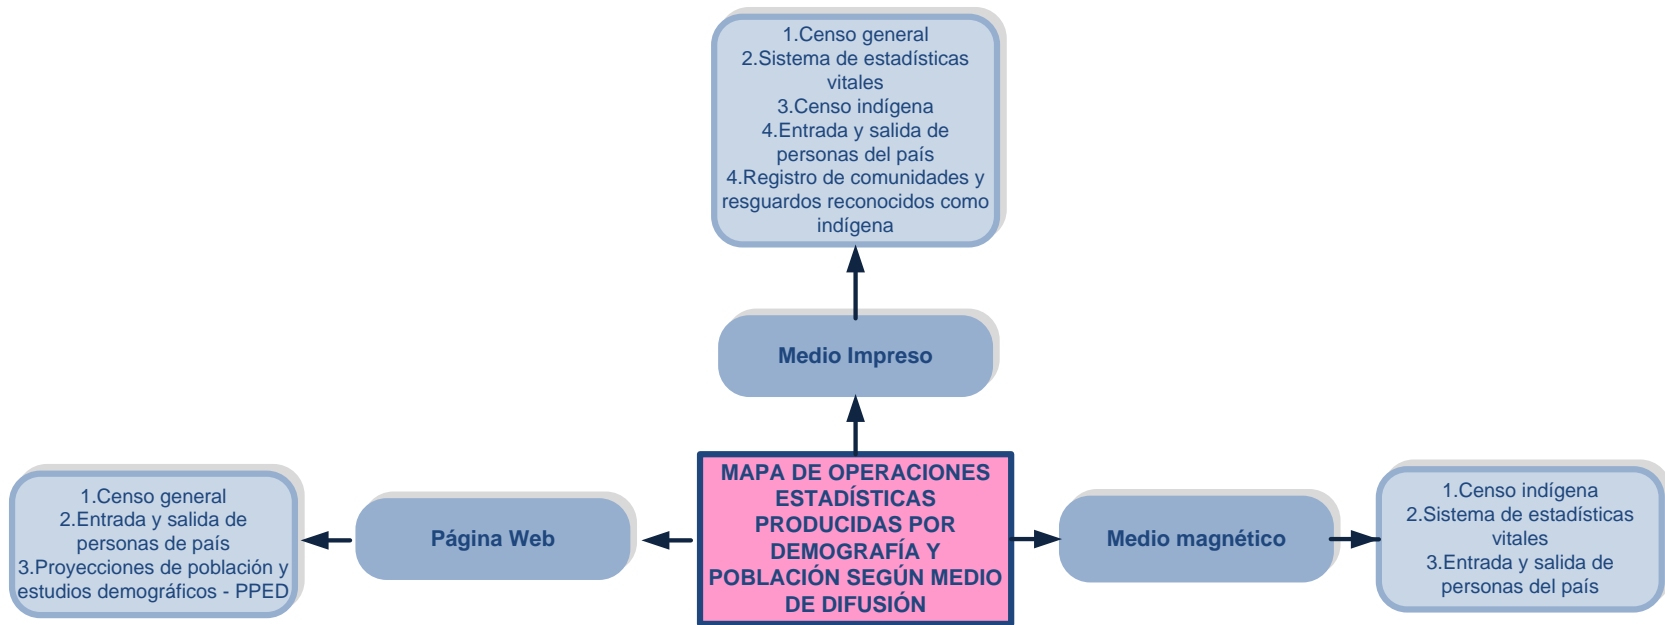 1.Censo general
2.Sistema de estadísticas
vitales
3.Censo indígena
4.Entrada y salida de
personas del país
4.Registro de comunidades y
resguardos reconocidos como
indígena
Medio Impreso
MAPA DE OPERACIONES
ESTADÍSTICAS
PRODUCIDAS POR
DEMOGRAFÍA Y
POBLACIÓN SEGÚN MEDIO
DE DIFUSIÓN
Página Web
1.Censo general
2.Entrada y salida de
personas de país
3.Proyecciones de población y
estudios demográficos - PPED
Medio magnético
1.Censo indígena
2.Sistema de estadísticas
vitales
3.Entrada y salida de
personas del país